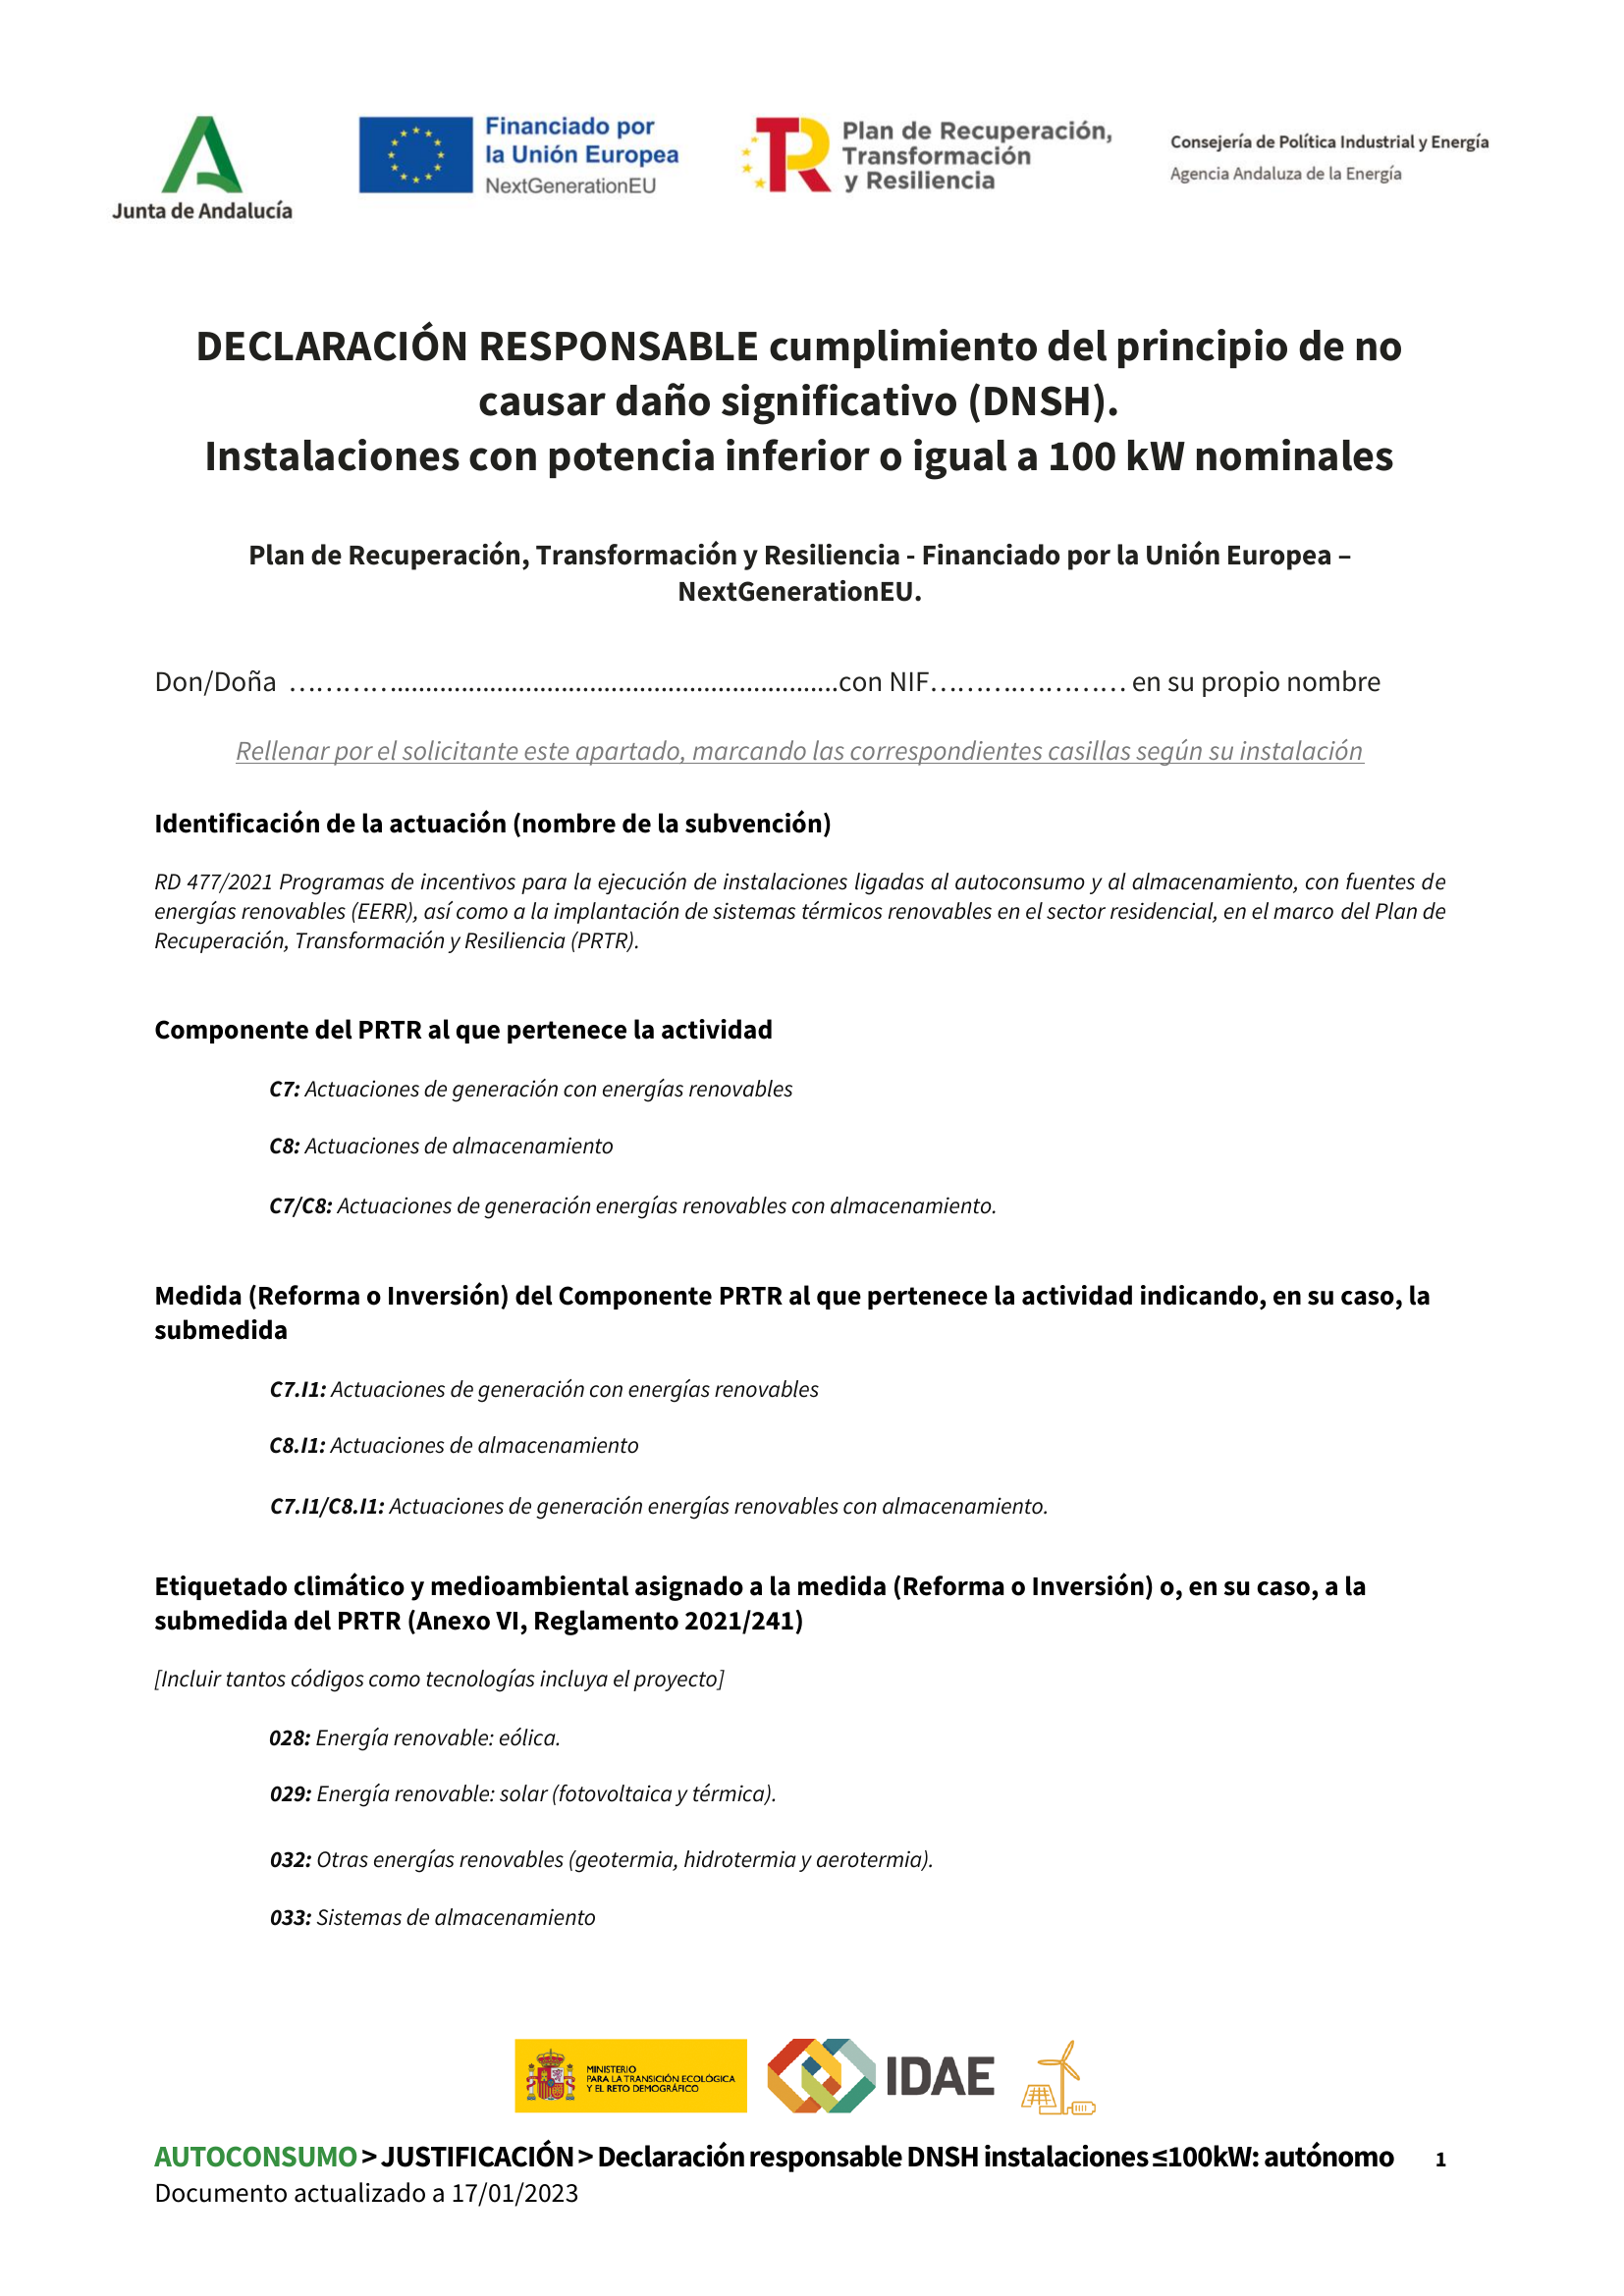 Junta de Andalucía
Financiado por
la Unión Europea
NextGenerationEU
Plan de Recuperación,
Transformación
y Resiliencia
Consejería de Política Industrial y Energía
Agencia Andaluza de la Energía
DECLARACIÓN RESPONSABLE cumplimiento del principio de no
causar daño significativo (DNSH).
Instalaciones con potencia inferior o igual a 100 kW nominales
Plan de Recuperación, Transformación y Resiliencia - Financiado por la Unión Europea –
NextGenerationEU.
Don/Doña …………..............................................................con NIF……….………… en su propio nombre
Rellenar por el solicitante este apartado, marcando las correspondientes casillas según su instalación
Identificación de la actuación (nombre de la subvención)
RD 477/2021 Programas de incentivos para la ejecución de instalaciones ligadas al autoconsumo y al almacenamiento, con fuentes de
energías renovables (EERR), así como a la implantación de sistemas térmicos renovables en el sector residencial, en el marco del Plan de
Recuperación, Transformación y Resiliencia (PRTR).
Componente del PRTR al que pertenece la actividad
C7: Actuaciones de generación con energías renovables
C8: Actuaciones de almacenamiento
C7/C8: Actuaciones de generación energías renovables con almacenamiento.
Medida (Reforma o Inversión) del Componente PRTR al que pertenece la actividad indicando, en su caso, la
submedida
C7.I1: Actuaciones de generación con energías renovables
C8.I1: Actuaciones de almacenamiento
C7.I1/C8.I1: Actuaciones de generación energías renovables con almacenamiento.
Etiquetado climático y medioambiental asignado a la medida (Reforma o Inversión) o, en su caso, a la
submedida del PRTR (Anexo VI, Reglamento 2021/241)
[Incluir tantos códigos como tecnologías incluya el proyecto]
028: Energía renovable: eólica.
029: Energía renovable: solar (fotovoltaica y térmica).
032: Otras energías renovables (geotermia, hidrotermia y aerotermia).
033: Sistemas de almacenamiento
MINISTERIO
PARA LA TRANSICIÓN ECOLÓGICA
Y EL RETO DEMOGRÁFICO
IDAE
AUTOCONSUMO > JUSTIFICACIÓN > Declaración responsable DNSH instalaciones ≤100kW: autónomo 1
Documento actualizado a 17/01/2023